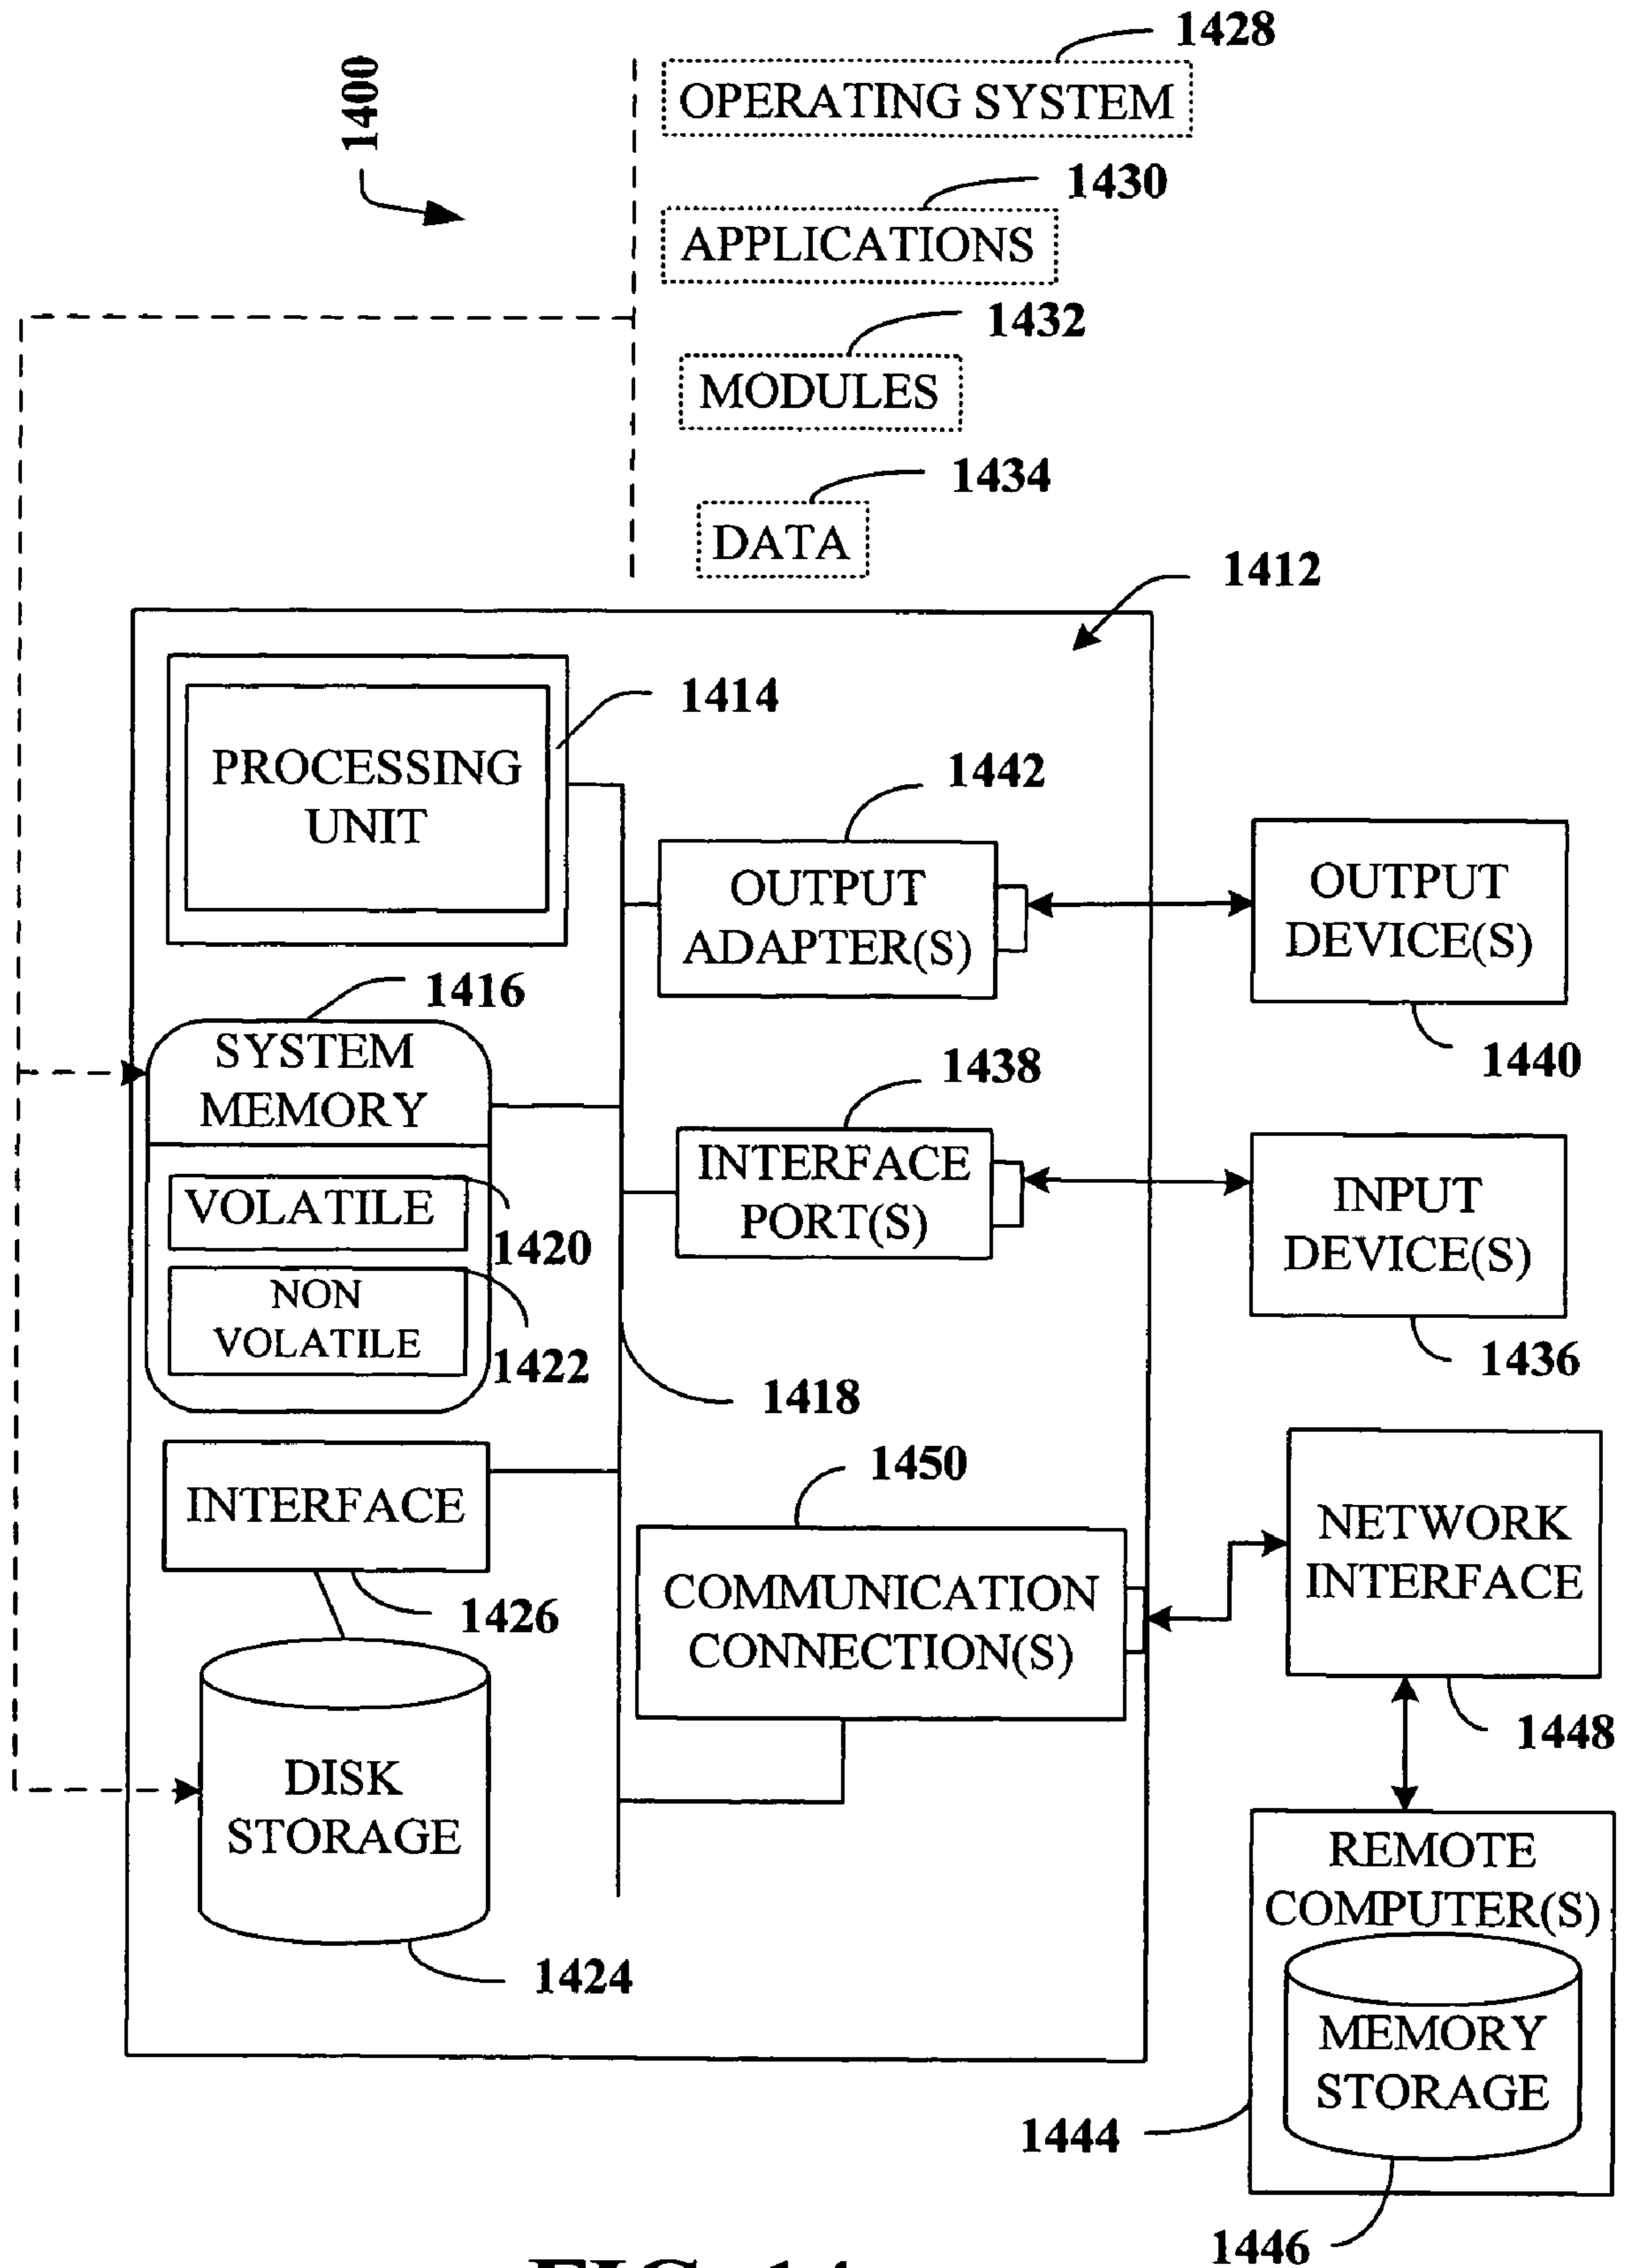 1428
1400
OPERATING SYSTEM
1430
APPLICATIONS
1432
MODULES
1434
DATA
1412
1414
PROCESSING
UNIT
1442
OUTPUT
ADAPTER(S)
OUTPUT
DEVICE(S)
1440
1416
SYSTEM
MEMORY
1438
INTERFACE
PORT(S)
INPUT
DEVICE(S)
1436
VOLATILE
1420
NON
VOLATILE
1422
1418
INTERFACE
1426
1450
COMMUNICATION
CONNECTION(S)
NETWORK
INTERFACE
1448
DISK
STORAGE
1424
REMOTE
COMPUTER(S)
MEMORY
STORAGE
1444
1446